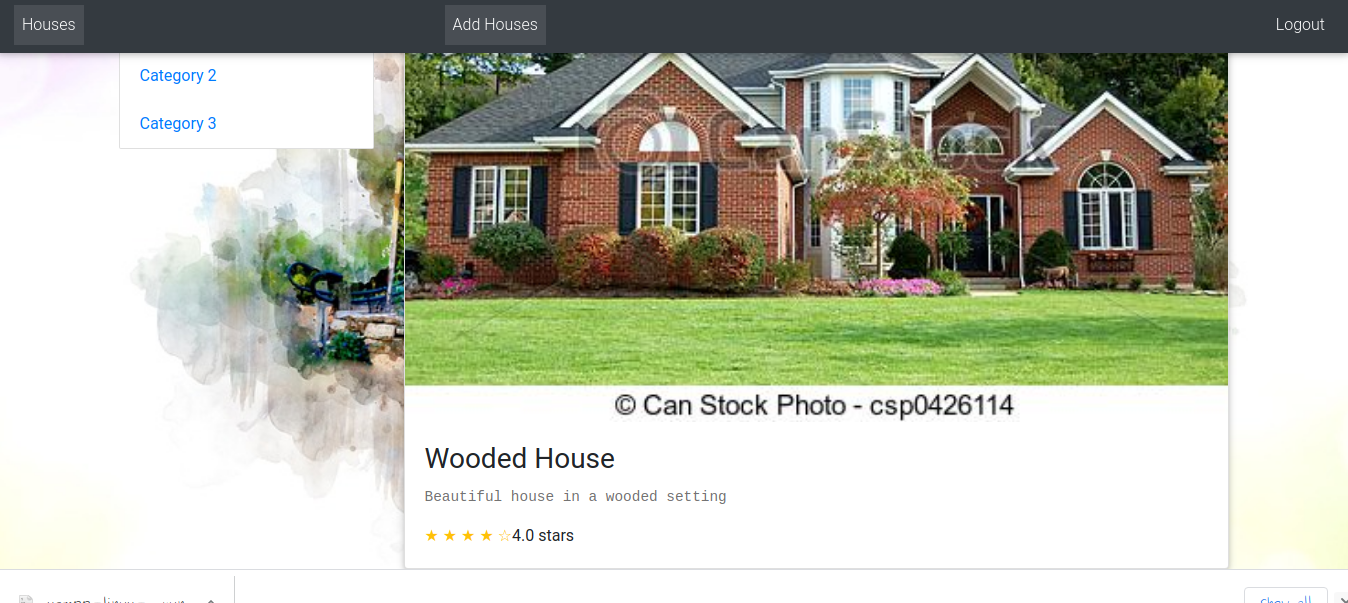 Houses
Add Houses
Logout
Category 2
Category 3
CanStock
© Can Stock Photo - csp0426114
Wooded House
Beautiful house in a wooded setting
★ ★ ★ ★ ☆4.0 stars
Show all